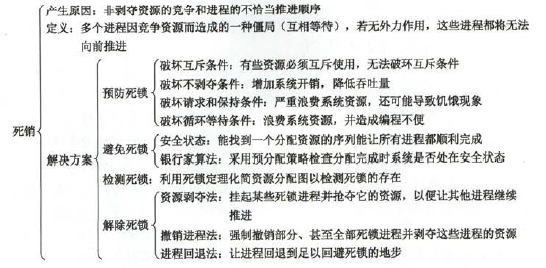 产生原因：非剥夺资源的竞争和进程的不恰当推进顺序
定义：多个进程因竞争资源而造成的一种僵局（互相等待），若无外力作用，这些进程都将无法
向前推进
破坏互斥条件：有些资源必须互斥使用，无法破坏互斥条件
预防死锁
破坏不剥夺条件：增加系统开销，降低吞吐量
破坏请求和保持条件：严重浪费系统资源，还可能导致饥饿现象
破坏循环等待条件：浪费系统资源，并造成编程不便
死销
解决方案
避免死锁
安全状态：能找到一个分配资源的序列能让所有进程都顺利完成
银行家算法：采用预分配策略检查分配完成时系统是否处在安全状态
检测死锁：利用死锁定理化简资源分配图以检测死锁的存在
解除死锁
资源剥夺法：挂起某些死锁进程并抢夺它的资源，以便让其他进程继续
推进
撤销进程法：强制撤销部分、甚至全部死锁进程并剥夺这些进程的资源
进程回退法：让进程回退到足以回避死锁的地步